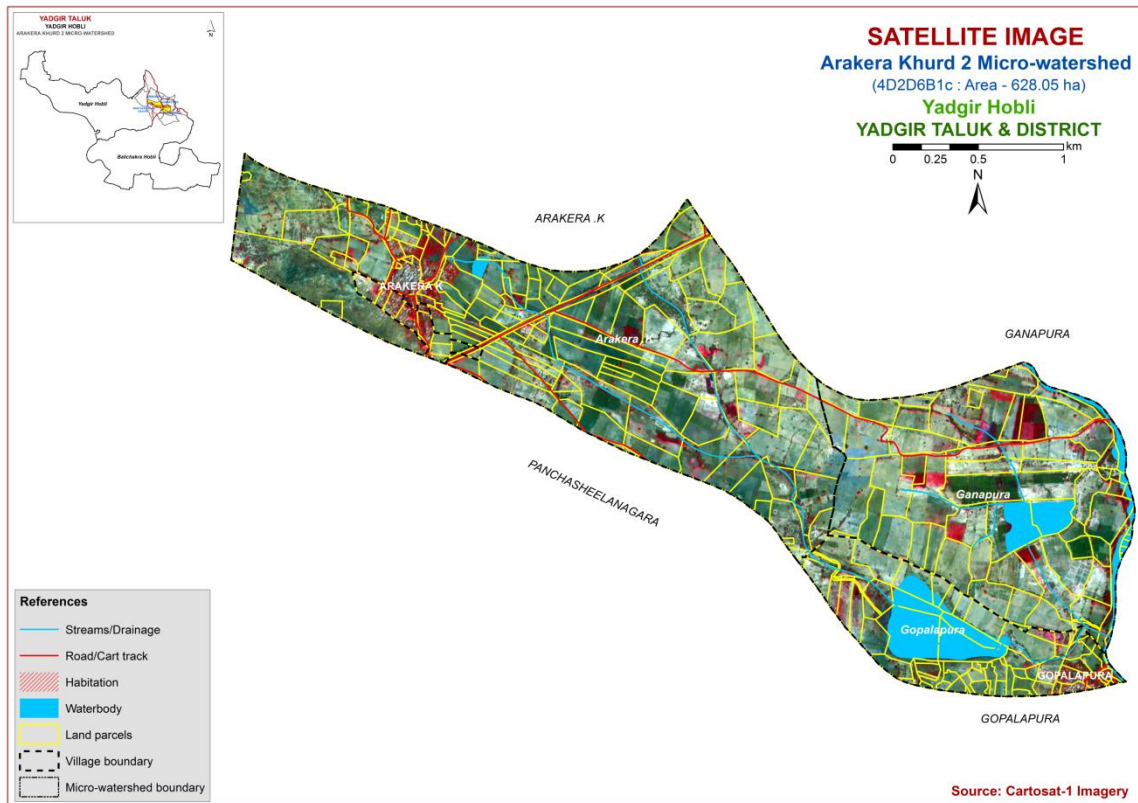 YADGIR TALUK
YADGIR HOBLI
ARAKERA KHURD 2 MICRO-WATERSHED
N
Yadgir Hobli
Balichakra Hobli
SATELLITE IMAGE
Arakera Khurd 2 Micro-watershed
(4D2D6B1c : Area - 628.05 ha)
Yadgir Hobli
YADGIR TALUK & DISTRICT
km
0 0.25 0.5 1
N
ARAKERA .K
ARAKERA K
Arakera .K
GANAPURA
PANCHASHEELANAGARA
Ganapura
Gopalapura
GOPALAPURA
GOPALAPURA
References
Streams/Drainage
Road/Cart track
Habitation
Waterbody
Land parcels
Village boundary
Micro-watershed boundary
Source: Cartosat-1 Imagery